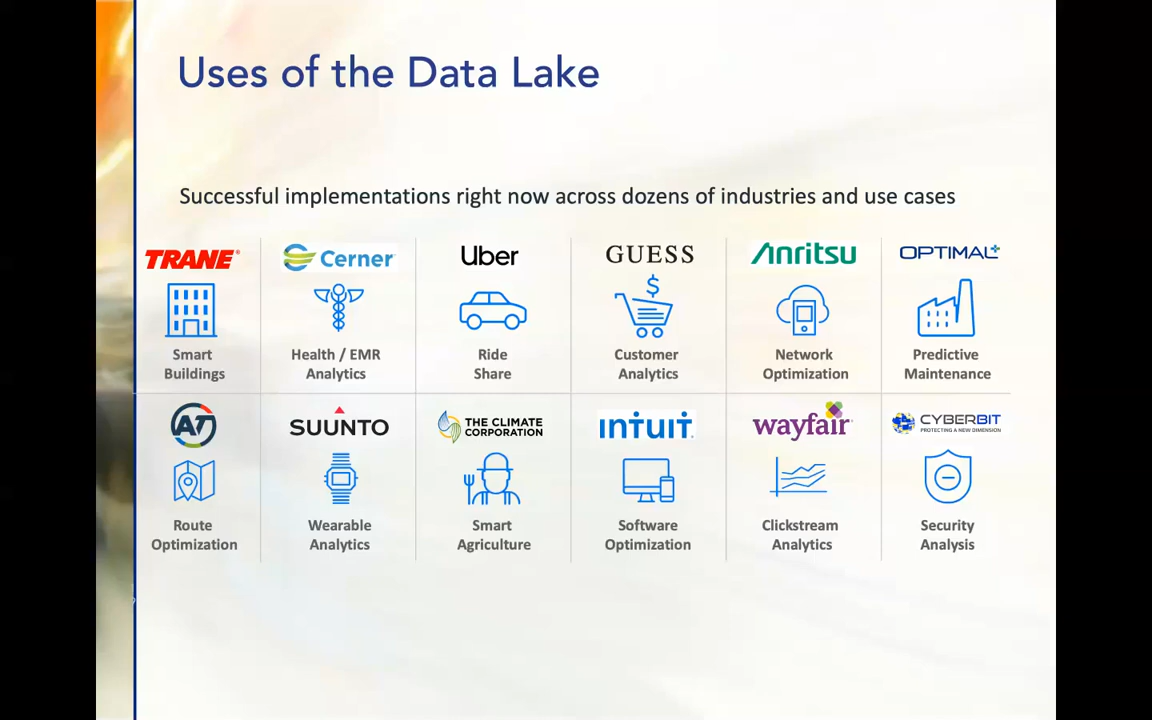 Uses of the Data Lake
Successful implementations right now across dozens of industries and use cases
TRANE®
Cerner
Uber
GUESS
Anritsu
OPTIMAL+
Smart
Buildings
Health / EMR
Analytics
Ride
Share
Customer
Analytics
Network
Optimization
Predictive
Maintenance
AT
SUUNTO
THE CLIMATE
CORPORATION
intuit
wayfair
CYBERBIT
PROTECTING A NEW DIMENSION
Route
Optimization
Wearable
Analytics
Smart
Agriculture
Software
Optimization
Clickstream
Analytics
Security
Analysis